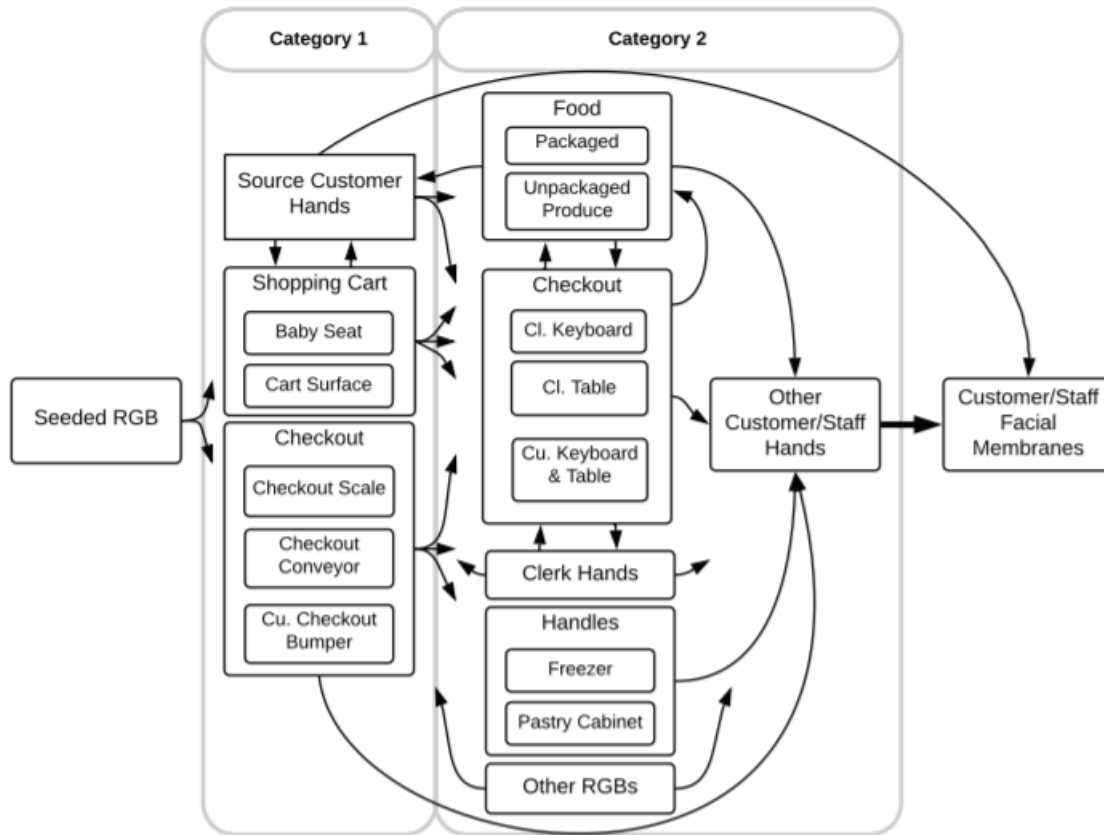 Category 1
Category 2
Seeded RGB
Source Customer
Hands
Shopping Cart
Baby Seat
Cart Surface
Checkout
Checkout Scale
Checkout
Conveyor
Cu. Checkout
Bumper
Food
Packaged
Unpackaged
Produce
Checkout
Cl. Keyboard
Cl. Table
Cu. Keyboard
& Table
Clerk Hands
Handles
Freezer
Pastry Cabinet
Other RGBs
Other
Customer/Staff
Hands
Customer/Staff
Facial
Membranes